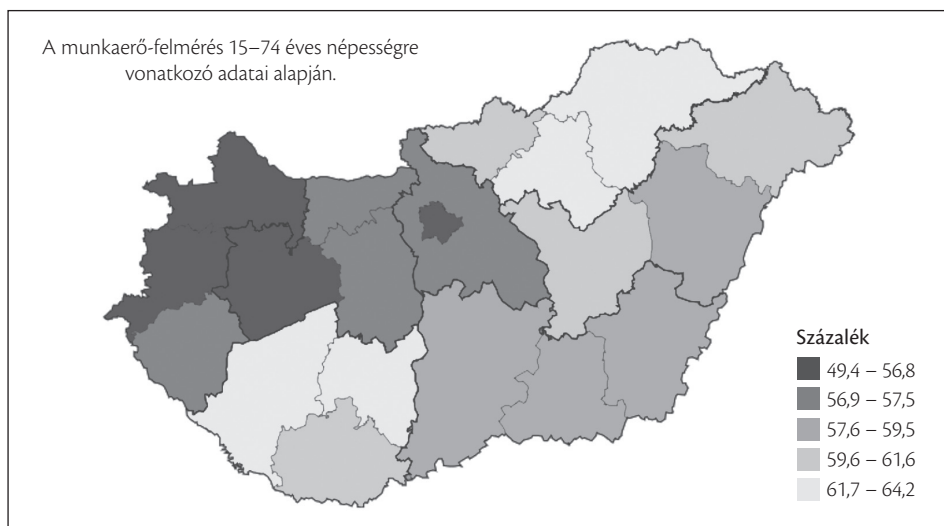 A munkaerő-felmérés 15–74 éves népességre
vonatkozó adatai alapján.
Százalék
49,4 – 56,8
56,9 – 57,5
57,6 – 59,5
59,6 – 61,6
61,7 – 64,2